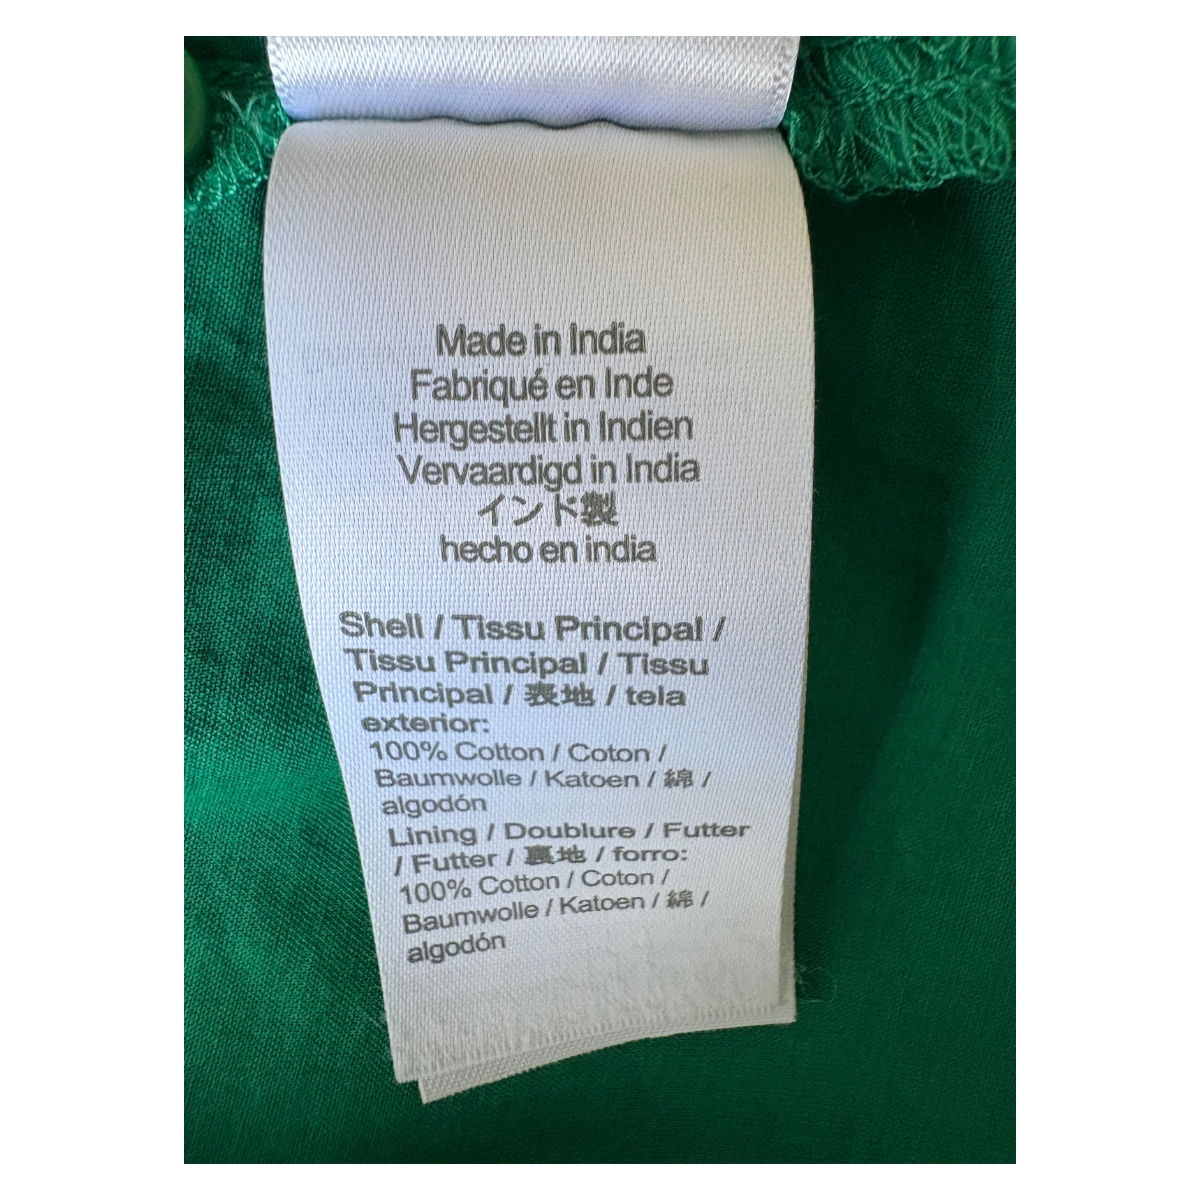 Made in India
Fabriqué en Inde
Hergestellt in Indien
Vervaardigd in India
インド製
hecho en india
Shell / Tissu Principal /
Tissu Principal / Tissu
Principal / 表地 / tela
exterior:
100% Cotton / Coton /
Baumwolle / Katoen / 綿 /
algodón
Lining / Doublure / Futter
/ Futter / 裏地 / forro:
100% Cotton / Coton /
Baumwolle / Katoen / 綿 /
algodón